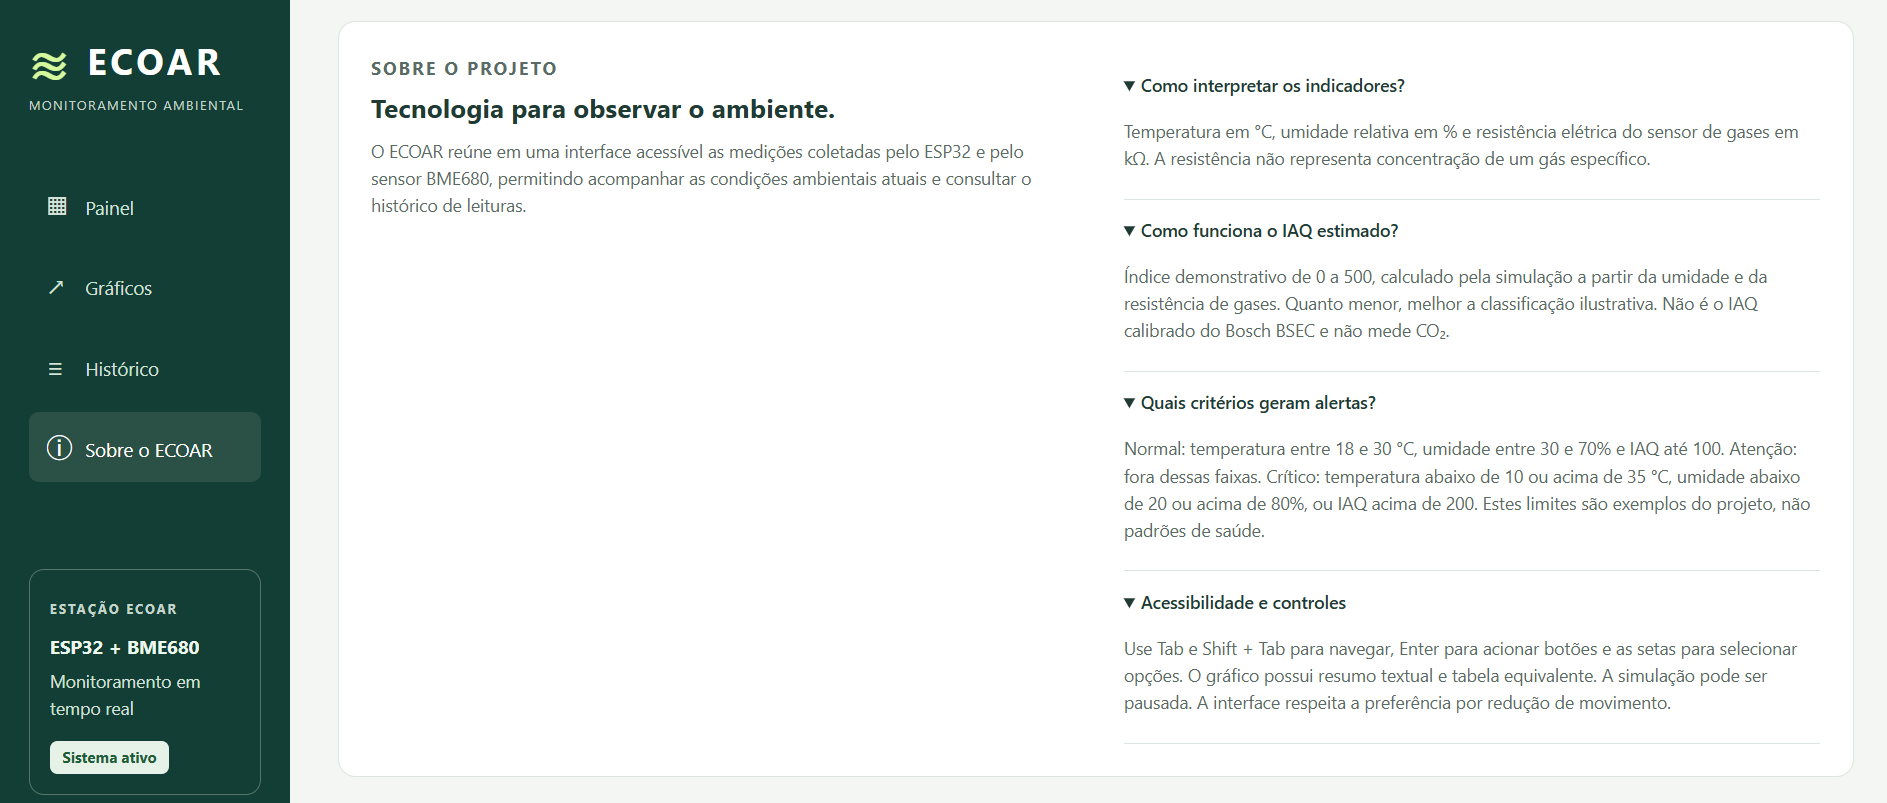 ECOAR
MONITORAMENTO AMBIENTAL
Painel
Gráficos
Histórico
Sobre o ECOAR
ESTAÇÃO ECOAR
ESP32 + BME680
Monitoramento em
tempo real
Sistema ativo
SOBRE O PROJETO
Tecnologia para observar o ambiente.
O ECOAR reúne em uma interface acessível as medições coletadas pelo ESP32 e pelo
sensor BME680, permitindo acompanhar as condições ambientais atuais e consultar o
histórico de leituras.
Como interpretar os indicadores?
Temperatura em °C, umidade relativa em % e resistência elétrica do sensor de gases em
kΩ. A resistência não representa concentração de um gás específico.
Como funciona o IAQ estimado?
Índice demonstrativo de 0 a 500, calculado pela simulação a partir da umidade e da
resistência de gases. Quanto menor, melhor a classificação ilustrativa. Não é o IAQ
calibrado do Bosch BSEC e não mede CO₂.
Quais critérios geram alertas?
Normal: temperatura entre 18 e 30 °C, umidade entre 30 e 70% e IAQ até 100. Atenção:
fora dessas faixas. Crítico: temperatura abaixo de 10 ou acima de 35 °C, umidade abaixo
de 20 ou acima de 80%, ou IAQ acima de 200. Estes limites são exemplos do projeto, não
padrões de saúde.
Acessibilidade e controles
Use Tab e Shift + Tab para navegar, Enter para acionar botões e as setas para selecionar
opções. O gráfico possui resumo textual e tabela equivalente. A simulação pode ser
pausada. A interface respeita a preferência por redução de movimento.